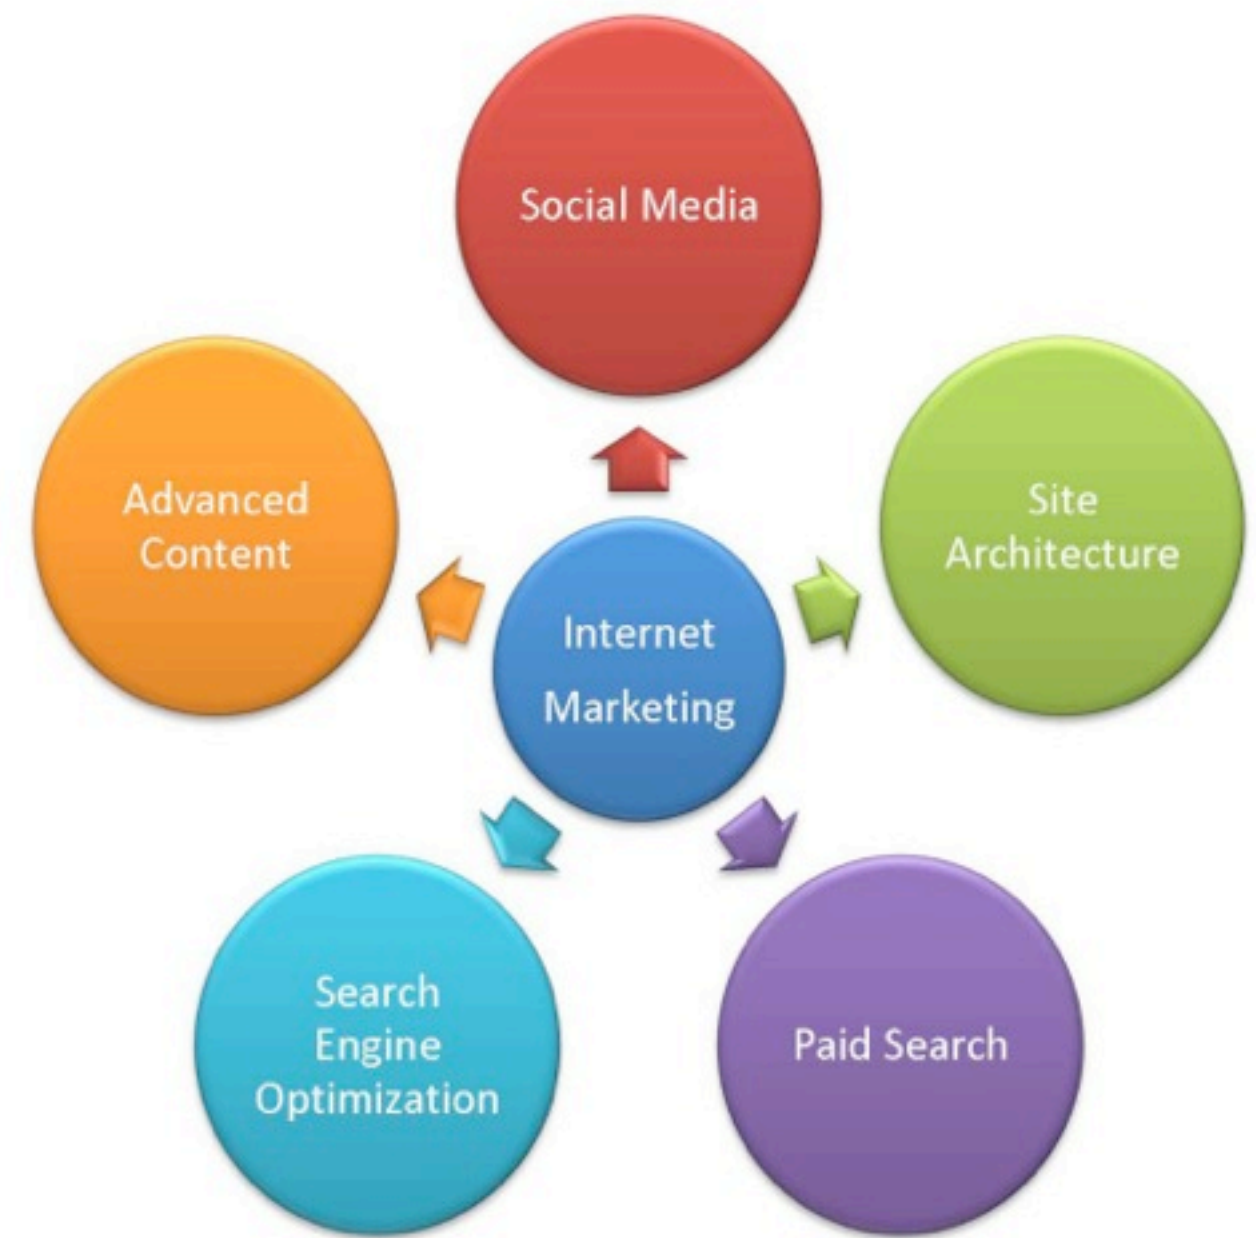 Social Media
Advanced
Content
Site
Architecture
Internet
Marketing
Search
Engine
Optimization
Paid Search